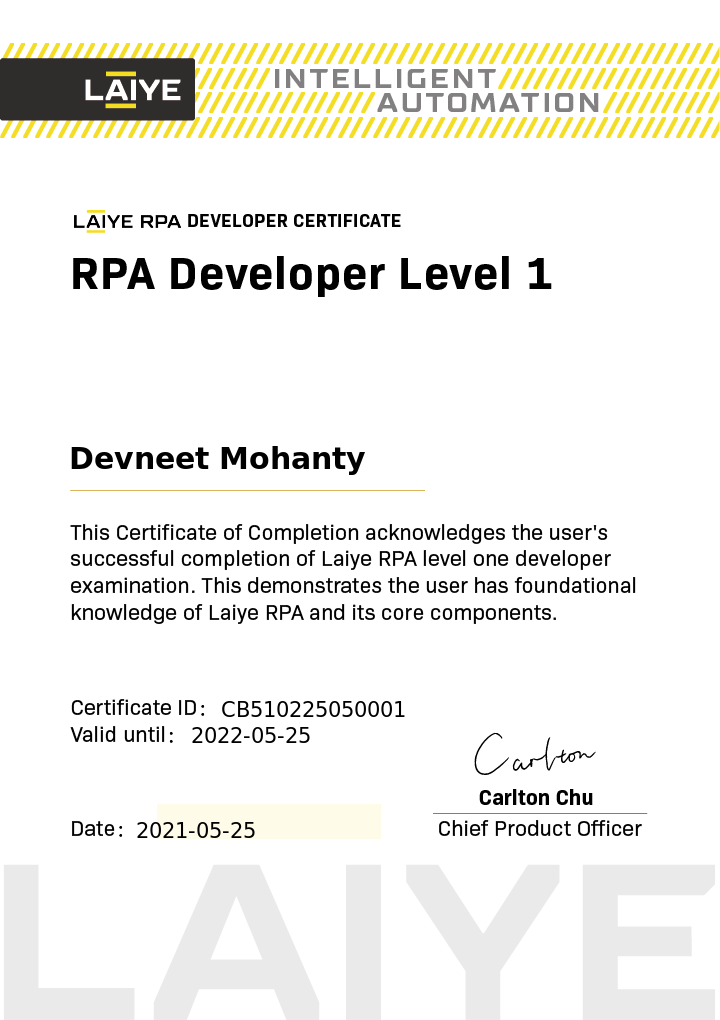 LAIYE
INTELLIGENT
AUTOMATION
LAIYE RPA DEVELOPER CERTIFICATE
RPA Developer Level 1
Devneet Mohanty
This Certificate of Completion acknowledges the user's
successful completion of Laiye RPA level one developer
examination. This demonstrates the user has foundational
knowledge of Laiye RPA and its core components.
Certificate ID: CB510225050001
Valid until: 2022-05-25
Carlton
Carlton Chu
Date: 2021-05-25
Chief Product Officer
LAIYE